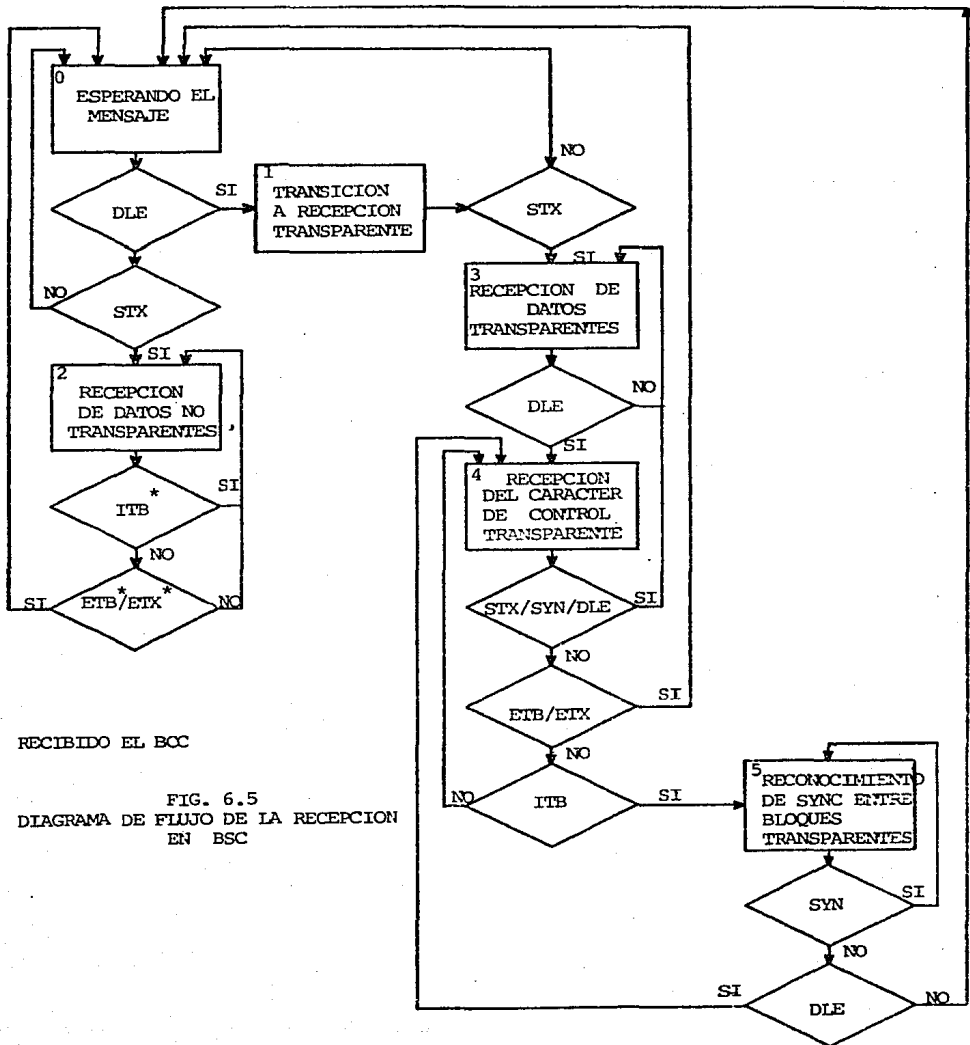 0
ESPERANDO EL
MENSAJE
DLE
SI
1
TRANSICION
A RECEPCION
TRANSPARENTE
NO
STX
NO
STX
SI
2
RECEPCION
DE DATOS NO
TRANSPARENTES
ITB*
SI
NO
SI
ETB*/ETX*
NO
SI
3
RECEPCION DE
DATOS
TRANSPARENTES
DLE
NO
SI
4
RECEPCION
DEL CARACTER
DE CONTROL
TRANSPARENTE
STX/SYN/DLE
SI
NO
ETB/ETX
SI
NO
NO
ITB
SI
5
RECONOCIMIENTO
DE SYNC ENTRE
BLOQUES
TRANSPARENTES
SYN
SI
NO
SI
DLE
NO
RECIBIDO EL BCC
FIG. 6.5
DIAGRAMA DE FLUJO DE LA RECEPCION
EN BSC